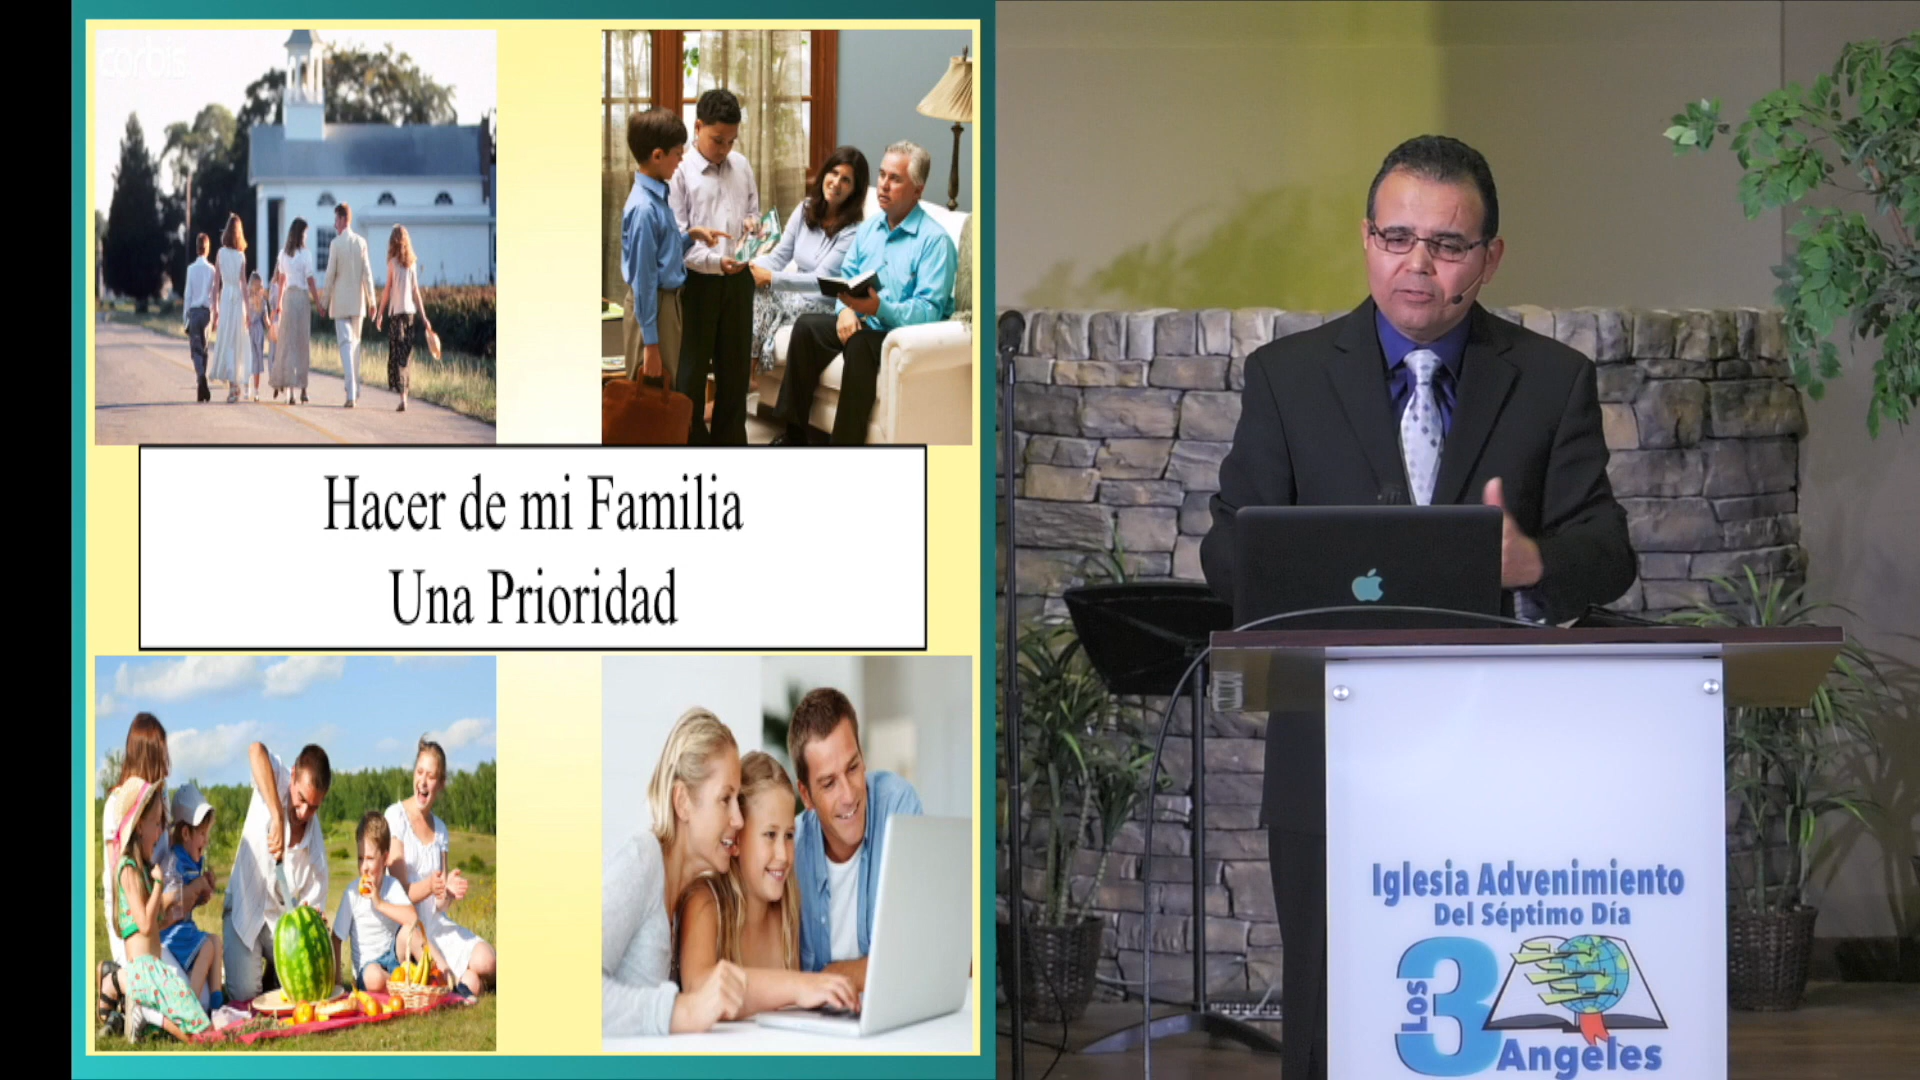 corbis
Hacer de mi Familia
Una Prioridad
Iglesia Advenimiento
Del Séptimo Día
Los 3
Angeles